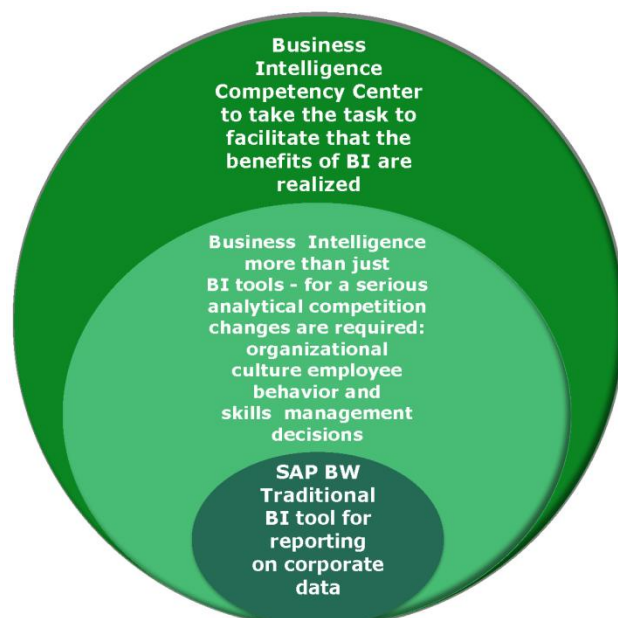 Business
Intelligence
Competency Center
to take the task to
facilitate that the
benefits of BI are
realized
Business Intelligence
more than just
BI tools - for a serious
analytical competition
changes are required:
organizational
culture employee
behavior and
skills management
decisions
SAP BW
Traditional
BI tool for
reporting
on corporate
data